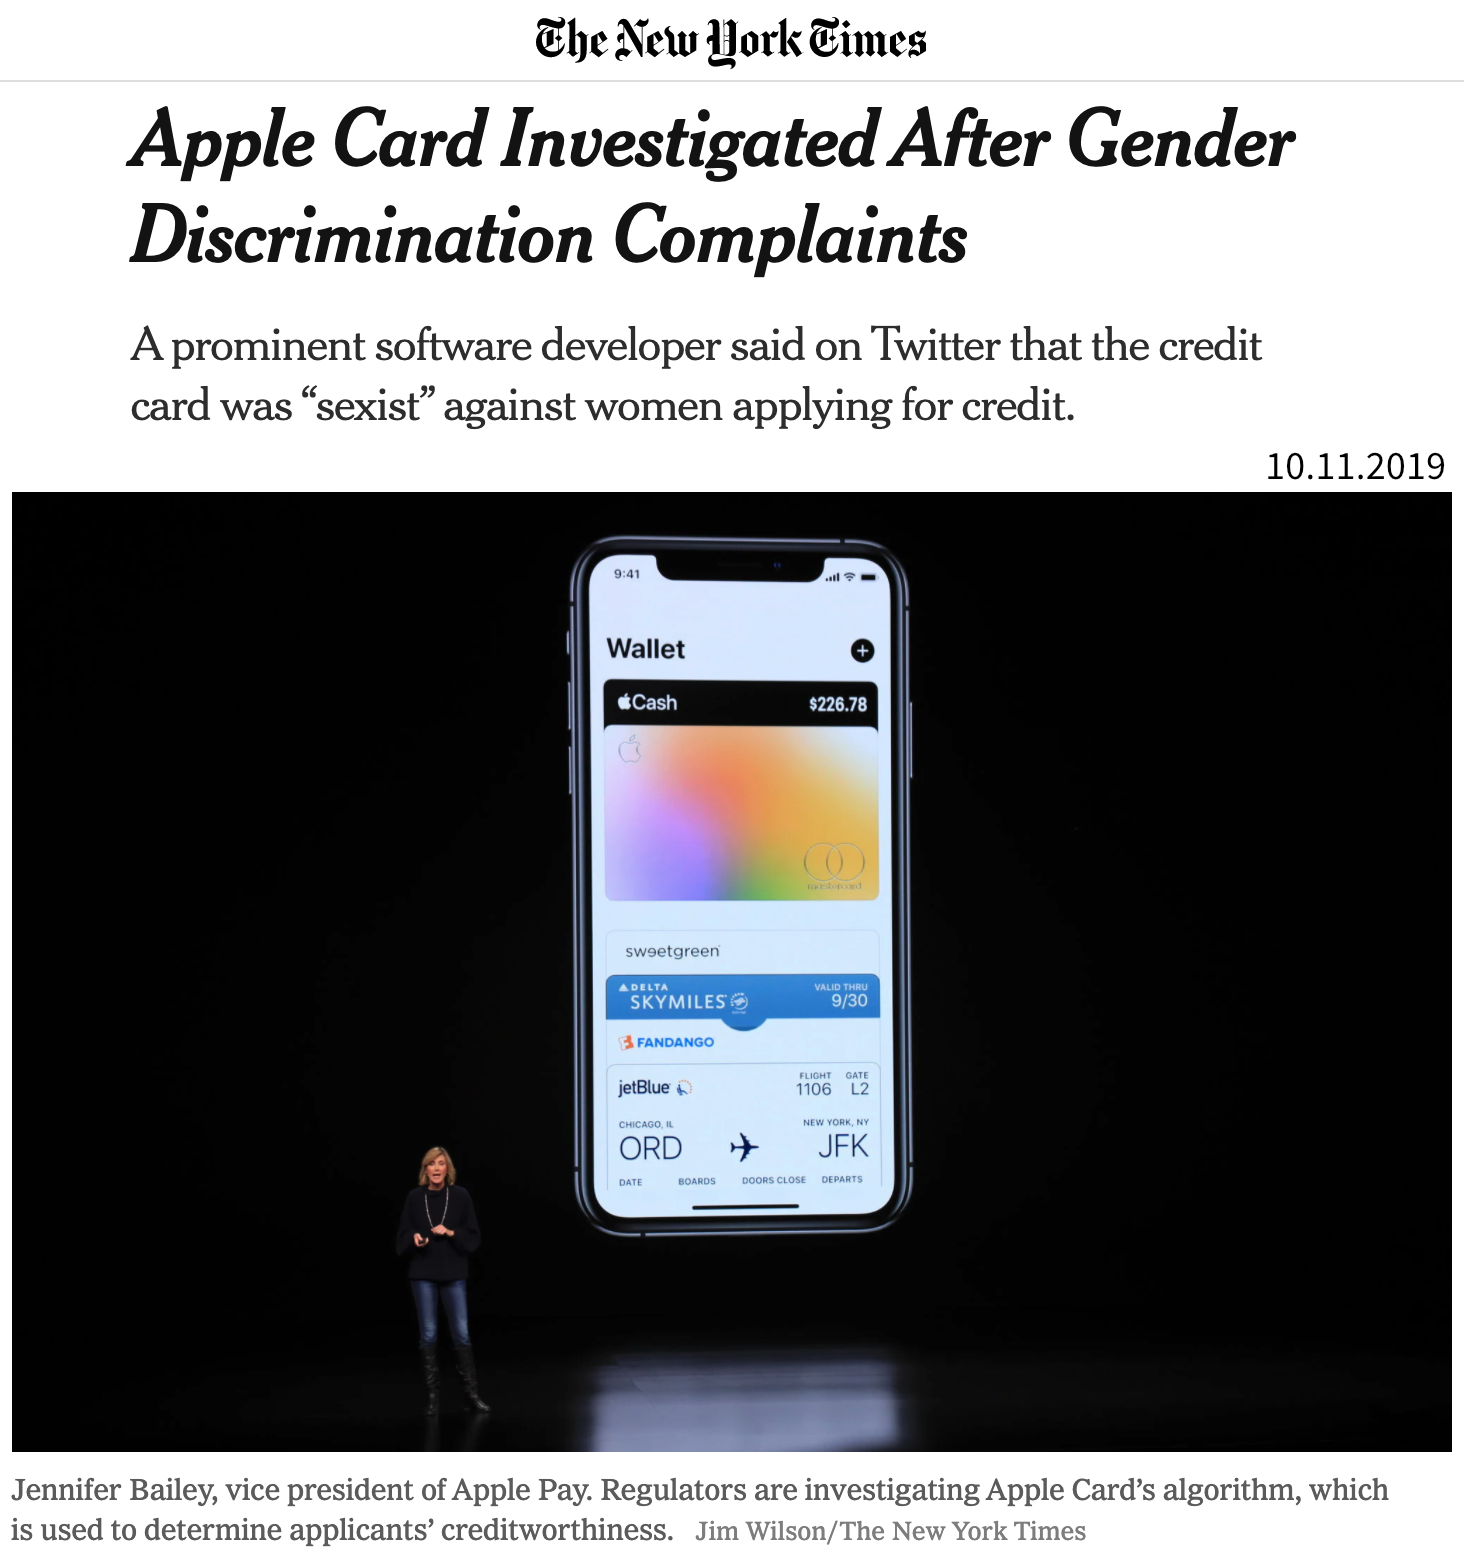 The New York Times
Apple Card Investigated After Gender
Discrimination Complaints
A prominent software developer said on Twitter that the credit
card was “sexist” against women applying for credit.
10.11.2019
9:41
Wallet
Cash $226.78
mastercard
sweetgreen
DELTA VALID THRU
SKYMILES 9/30
FANDANGO
FLIGHT GATE
jetBlue 1106 L2
CHICAGO, IL NEW YORK, NY
ORD JFK
DATE BOARDS DOORS CLOSE DEPARTS
Jennifer Bailey, vice president of Apple Pay. Regulators are investigating Apple Card’s algorithm, which
is used to determine applicants’ creditworthiness. Jim Wilson/The New York Times